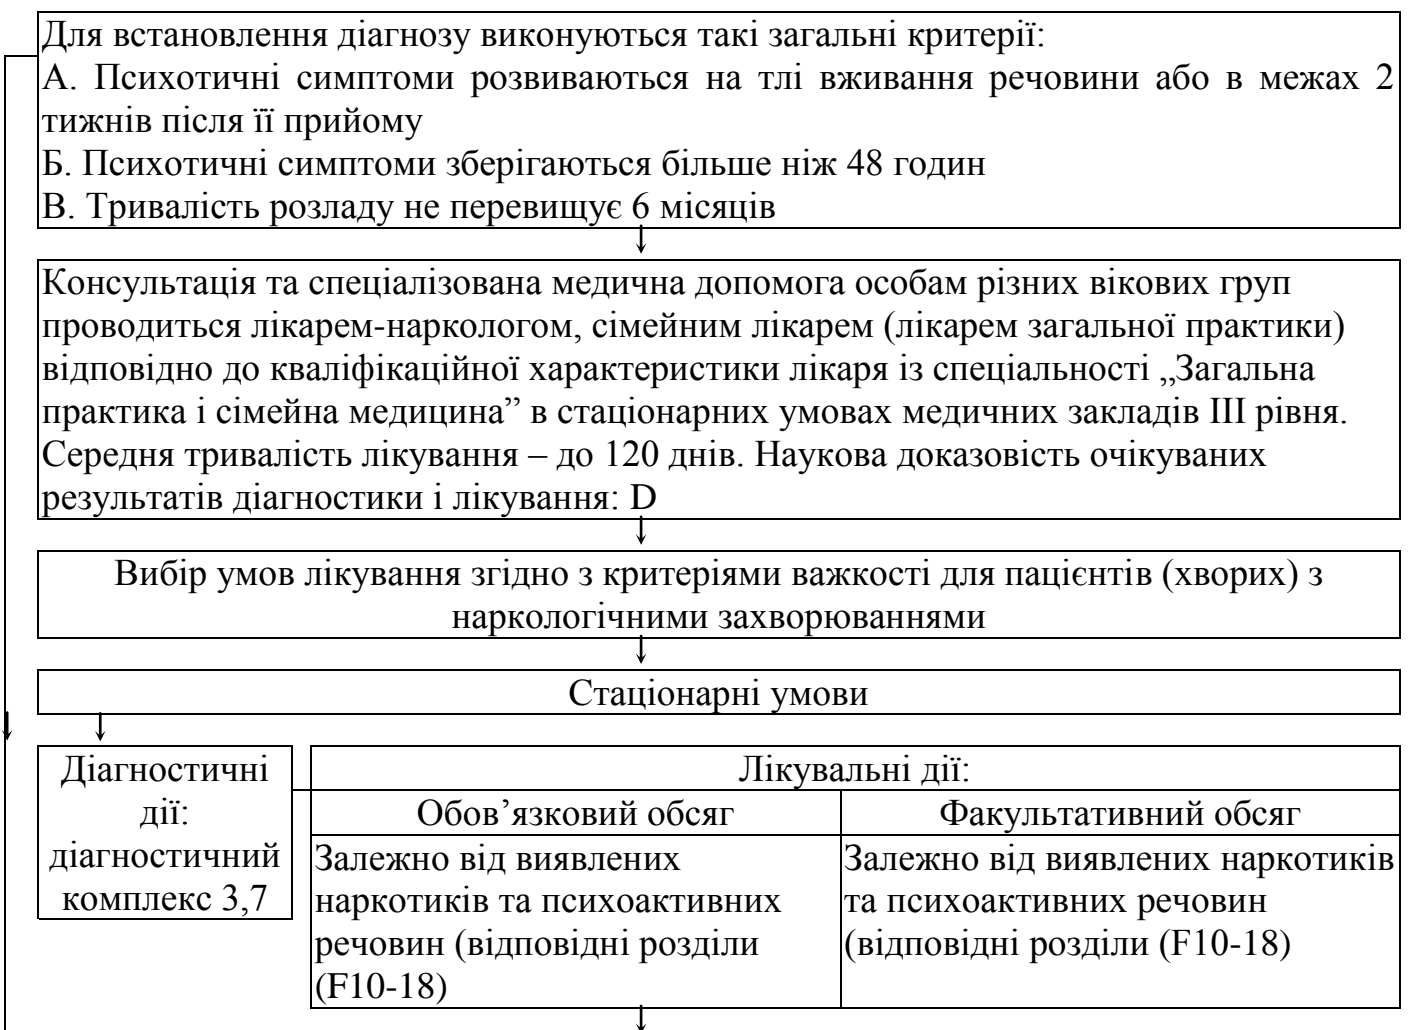 Для встановлення діагнозу виконуються такі загальні критерії:
А. Психотичні симптоми розвиваються на тлі вживання речовини або в межах 2
тижнів після її прийому
Б. Психотичні симптоми зберігаються більше ніж 48 годин
В. Тривалість розладу не перевищує 6 місяців
Консультація та спеціалізована медична допомога особам різних вікових груп
проводиться лікарем-наркологом, сімейним лікарем (лікарем загальної практики)
відповідно до кваліфікаційної характеристики лікаря із спеціальності „Загальна
практика і сімейна медицина” в стаціонарних умовах медичних закладів III рівня.
Середня тривалість лікування – до 120 днів. Наукова доказовість очікуваних
результатів діагностики і лікування: D
Вибір умов лікування згідно з критеріями важкості для пацієнтів (хворих) з
наркологічними захворюваннями
Стаціонарні умови
Діагностичні
дії:
діагностичний
комплекс 3,7
Лікувальні дії:
Обов’язковий обсяг
Залежно від виявлених
наркотиків та психоактивних
речовин (відповідні розділи
(F10-18)
Факультативний обсяг
Залежно від виявлених наркотиків
та психоактивних речовин
(відповідні розділи (F10-18)